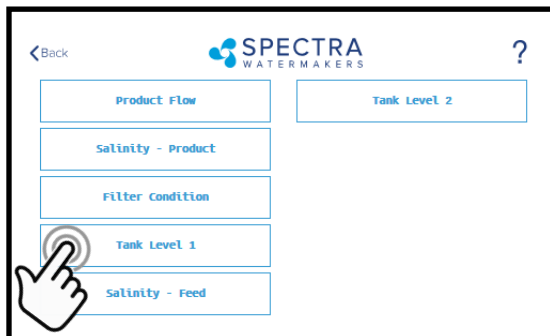 Back
SPECTRA
WATERMAKERS
?
Product Flow
Tank Level 2
Salinity - Product
Filter Condition
Tank Level 1
Salinity - Feed